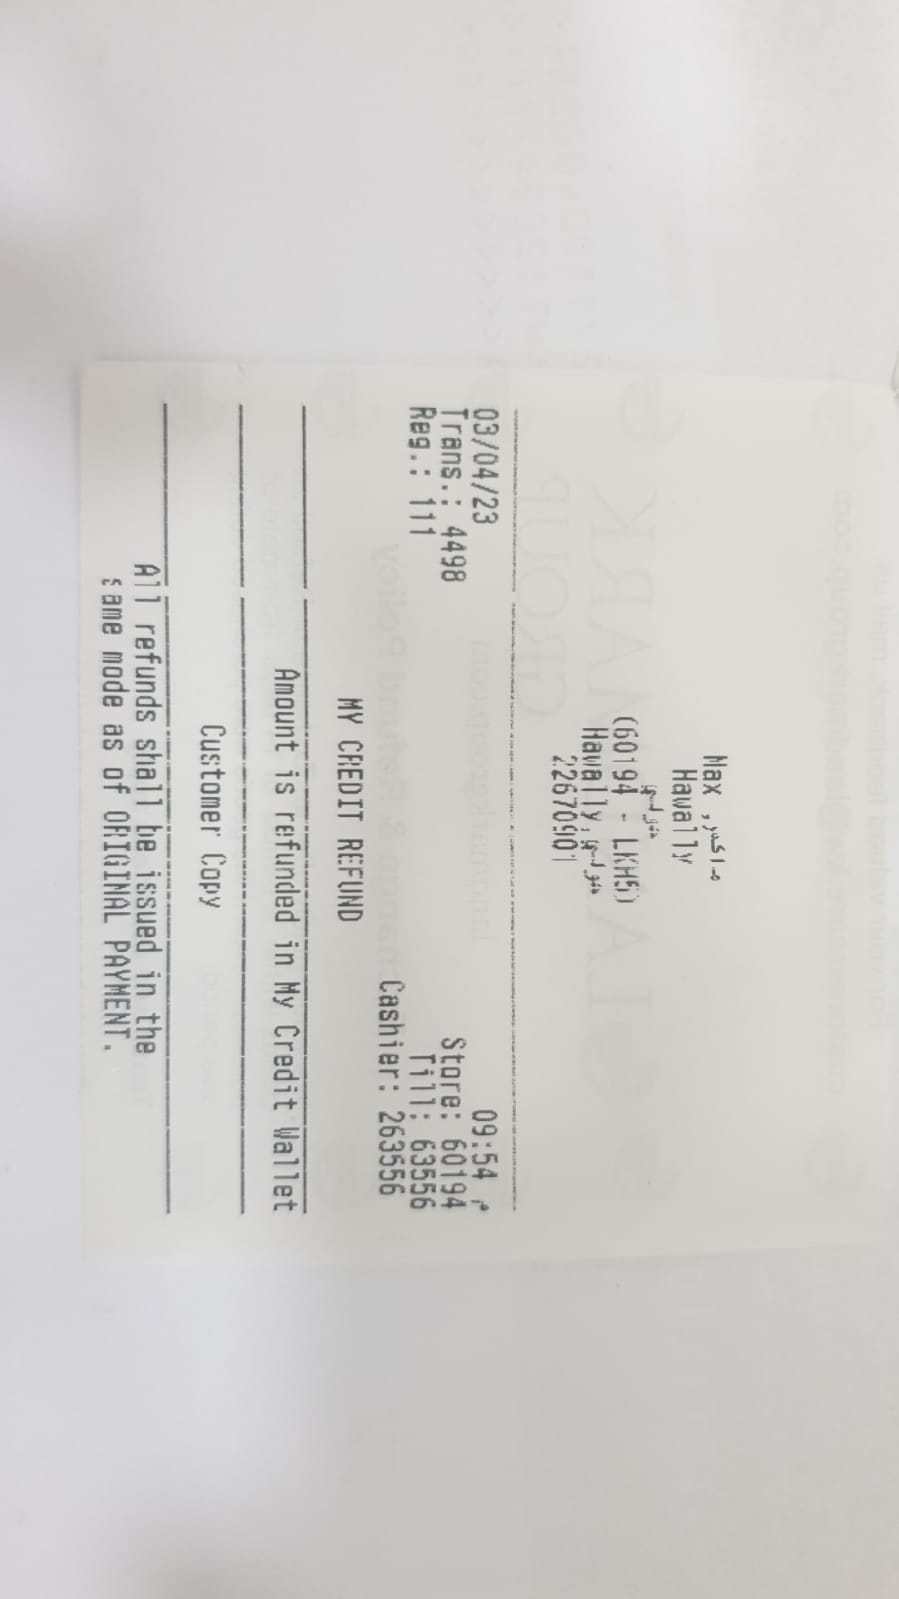 Max ,ماكس
Hawally
حولي
(60194 - LKH5)
Hawally,حولي
22670901
03/04/23 09:54 م
Trans.: 4498 Store: 60194
Reg.: 111 Till: 63556
Cashier: 263556
MY CREDIT REFUND
Amount is refunded in My Credit Wallet
Customer Copy
All refunds shall be issued in the
same mode as of ORIGINAL PAYMENT.